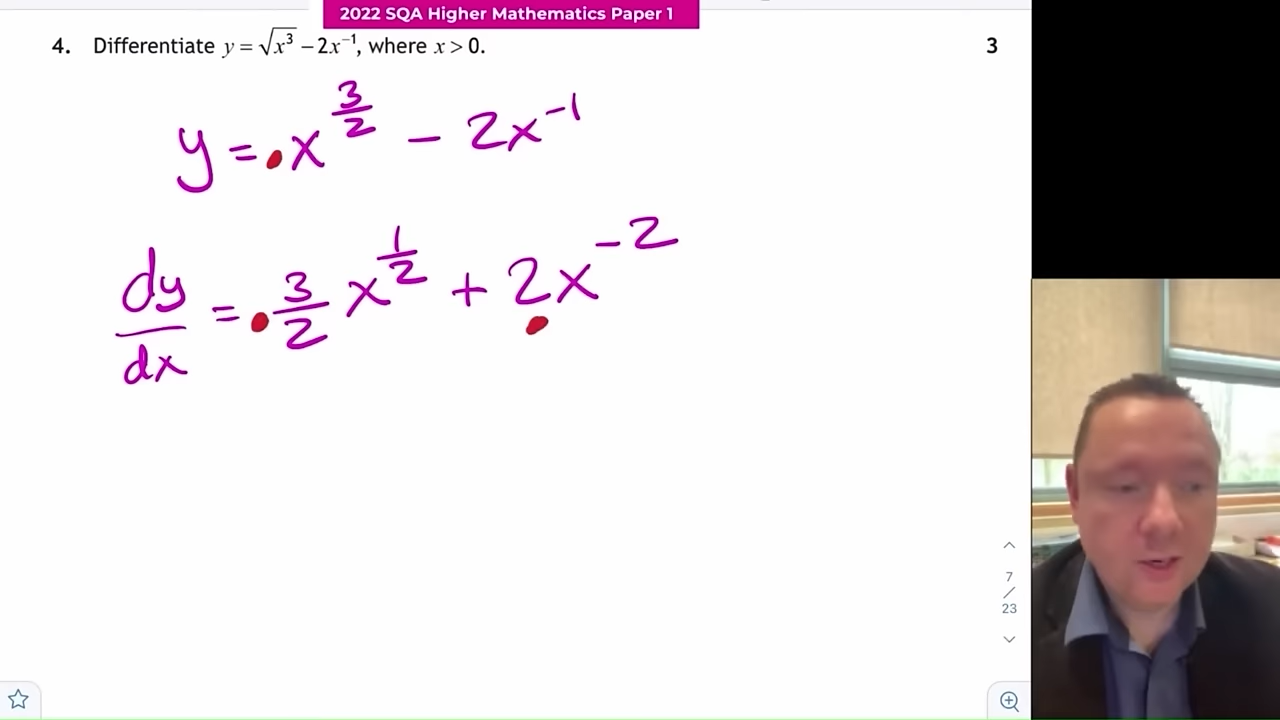 2022 SQA Higher Mathematics Paper 1
4. Differentiate y = √x³ − 2x⁻¹, where x > 0. 3
y = x^{3/2} − 2x⁻¹
dy/dx = 3/2 x^{1/2} + 2x⁻²
7
/
23